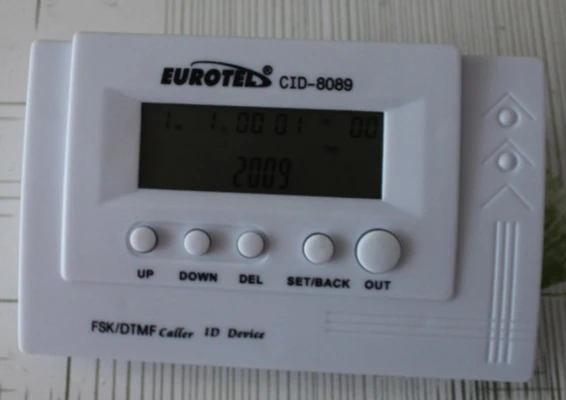 EUROTEL® CID-8089
1 1 00 01 00
2009
UP DOWN DEL SET/BACK OUT
FSK/DTMF Caller ID Device